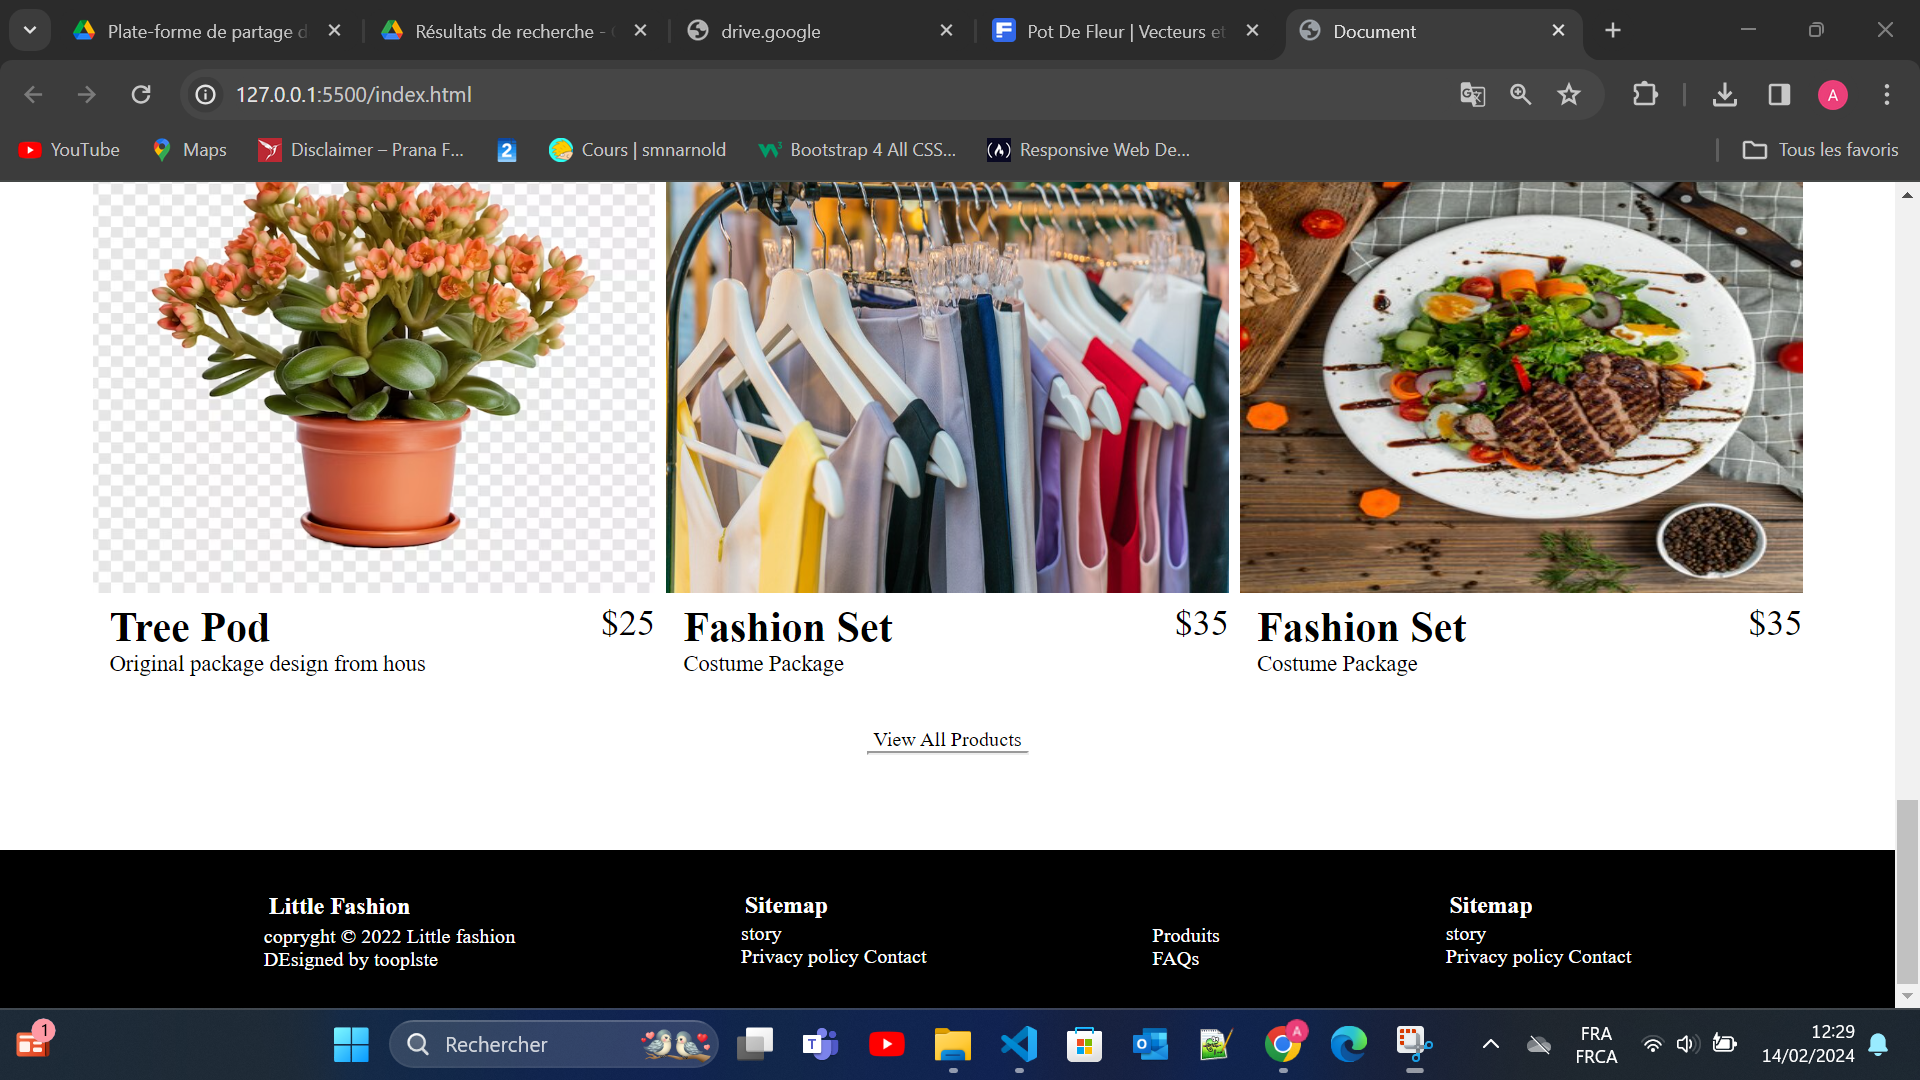 Plate-forme de partage d
Résultats de recherche -
drive.google
Pot De Fleur | Vecteurs et
Document
127.0.0.1:5500/index.html
A
YouTube
Maps
Disclaimer – Prana F...
2
Cours | smnarnold
Bootstrap 4 All CSS...
Responsive Web De...
Tous les favoris
Tree Pod
$25
Original package design from hous
Fashion Set
$35
Costume Package
Fashion Set
$35
Costume Package
View All Products
Little Fashion
copryght © 2022 Little fashion
DEsigned by tooplste
Sitemap
story
Privacy policy Contact
Produits
FAQs
Sitemap
story
Privacy policy Contact
1
Rechercher
A
FRA
FRCA
12:29
14/02/2024